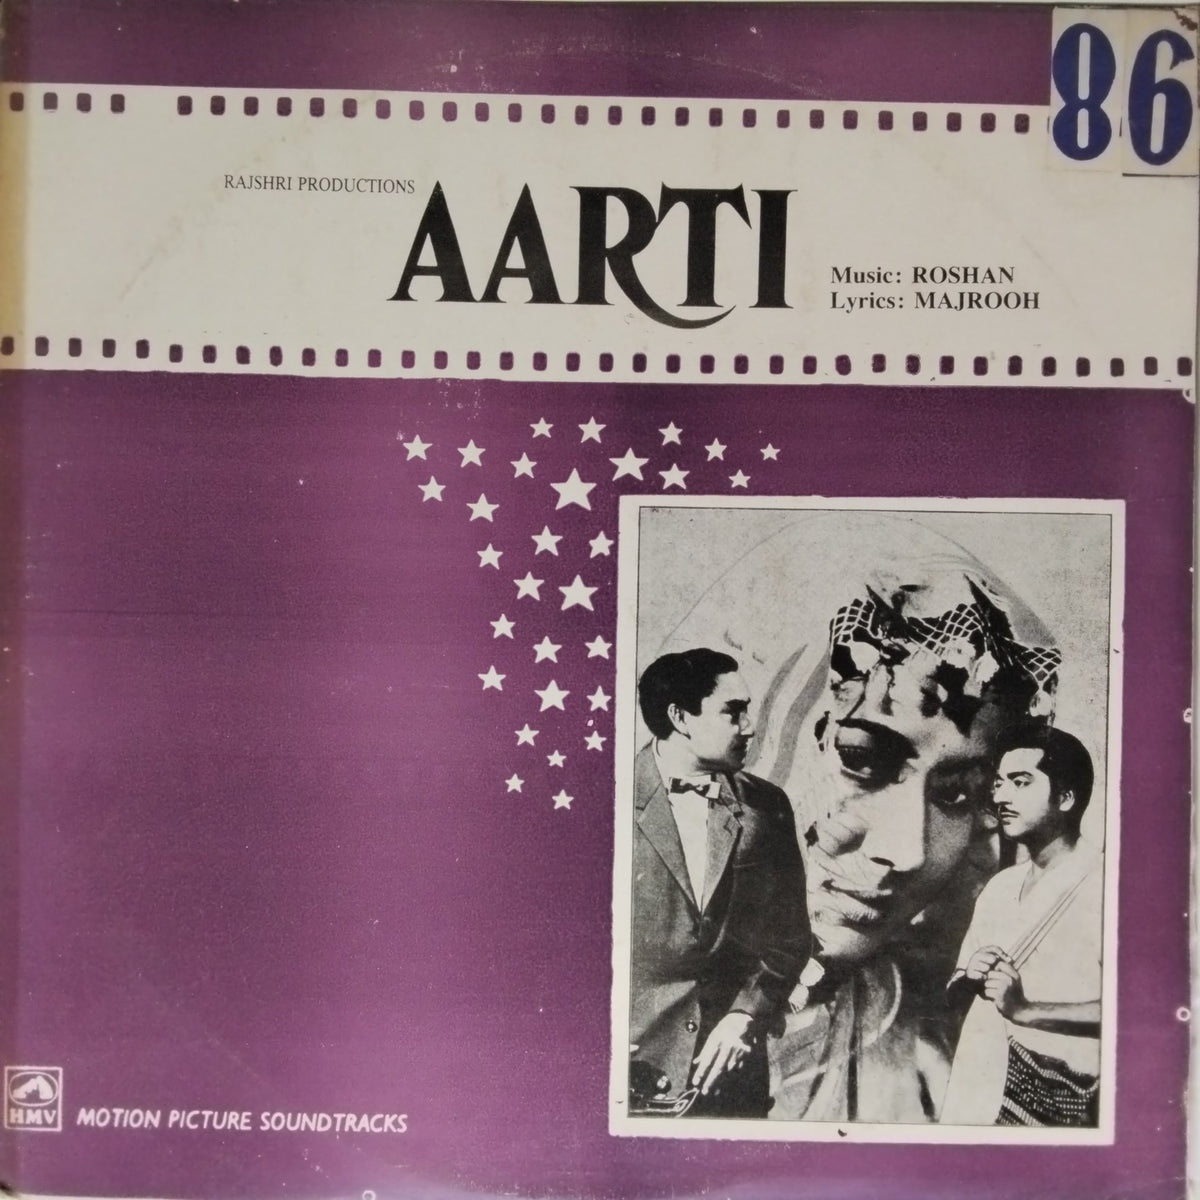 86
RAJSHRI PRODUCTIONS
AARTI
Music: ROSHAN
Lyrics: MAJROOH
HMV
MOTION PICTURE SOUNDTRACKS